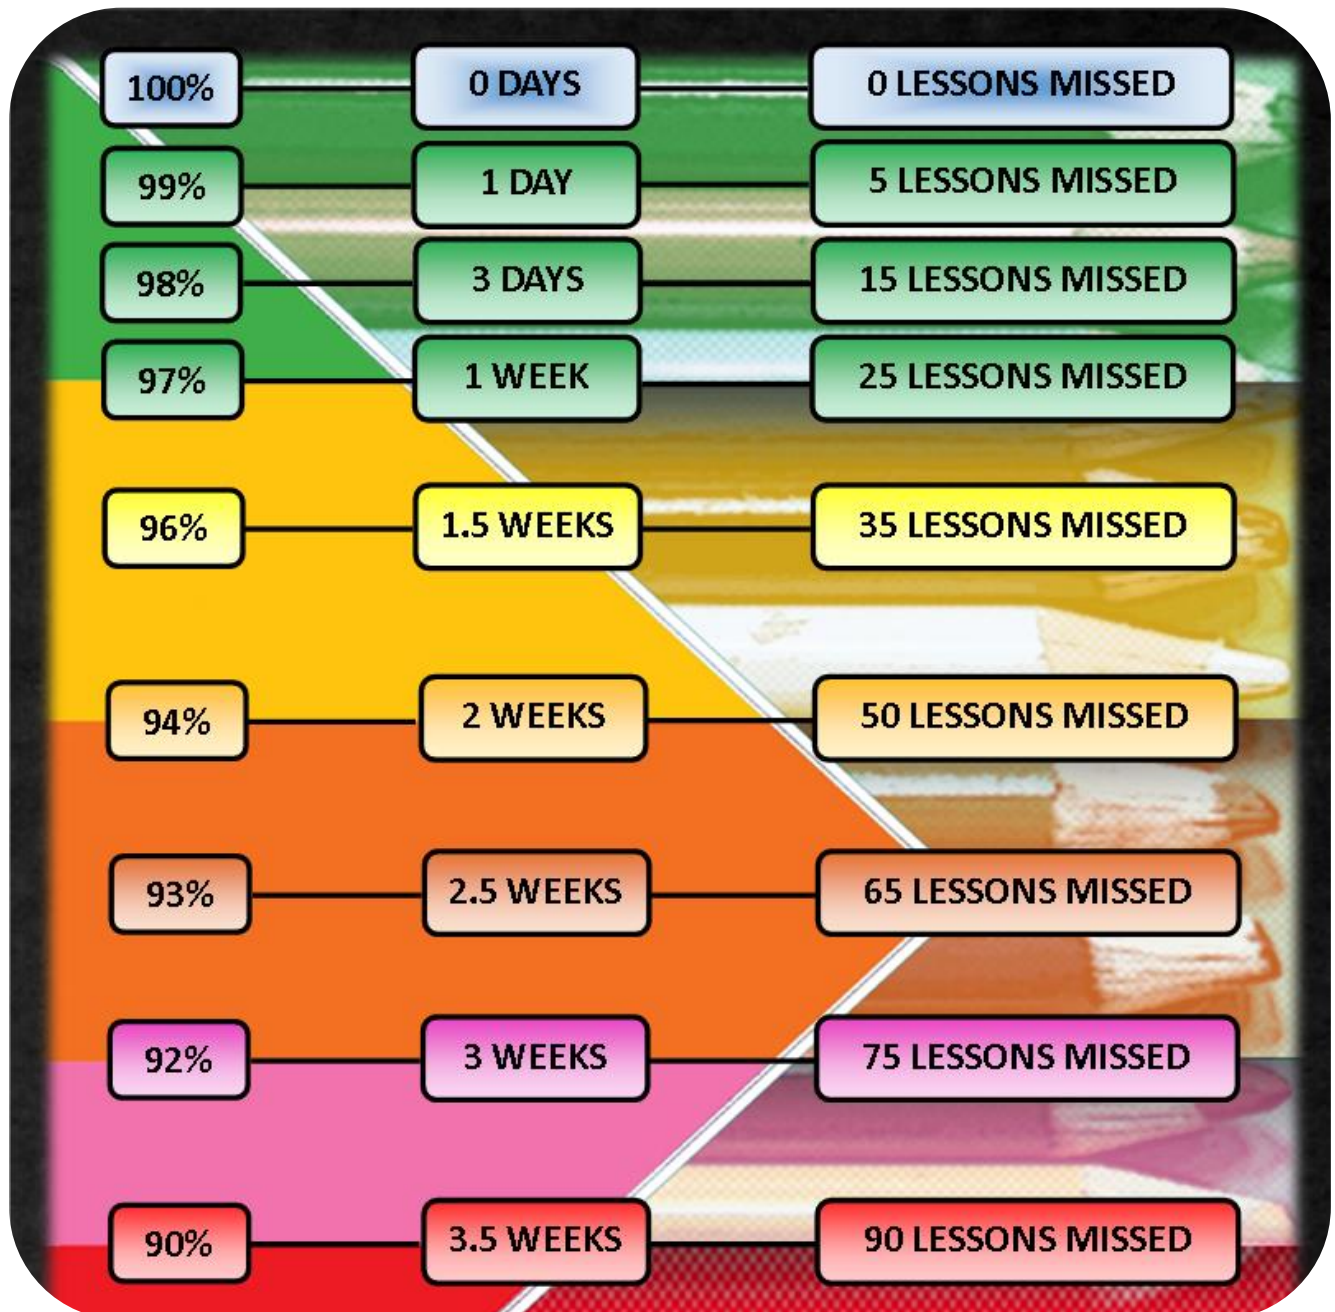 100% 0 DAYS 0 LESSONS MISSED
99% 1 DAY 5 LESSONS MISSED
98% 3 DAYS 15 LESSONS MISSED
97% 1 WEEK 25 LESSONS MISSED
96% 1.5 WEEKS 35 LESSONS MISSED
94% 2 WEEKS 50 LESSONS MISSED
93% 2.5 WEEKS 65 LESSONS MISSED
92% 3 WEEKS 75 LESSONS MISSED
90% 3.5 WEEKS 90 LESSONS MISSED